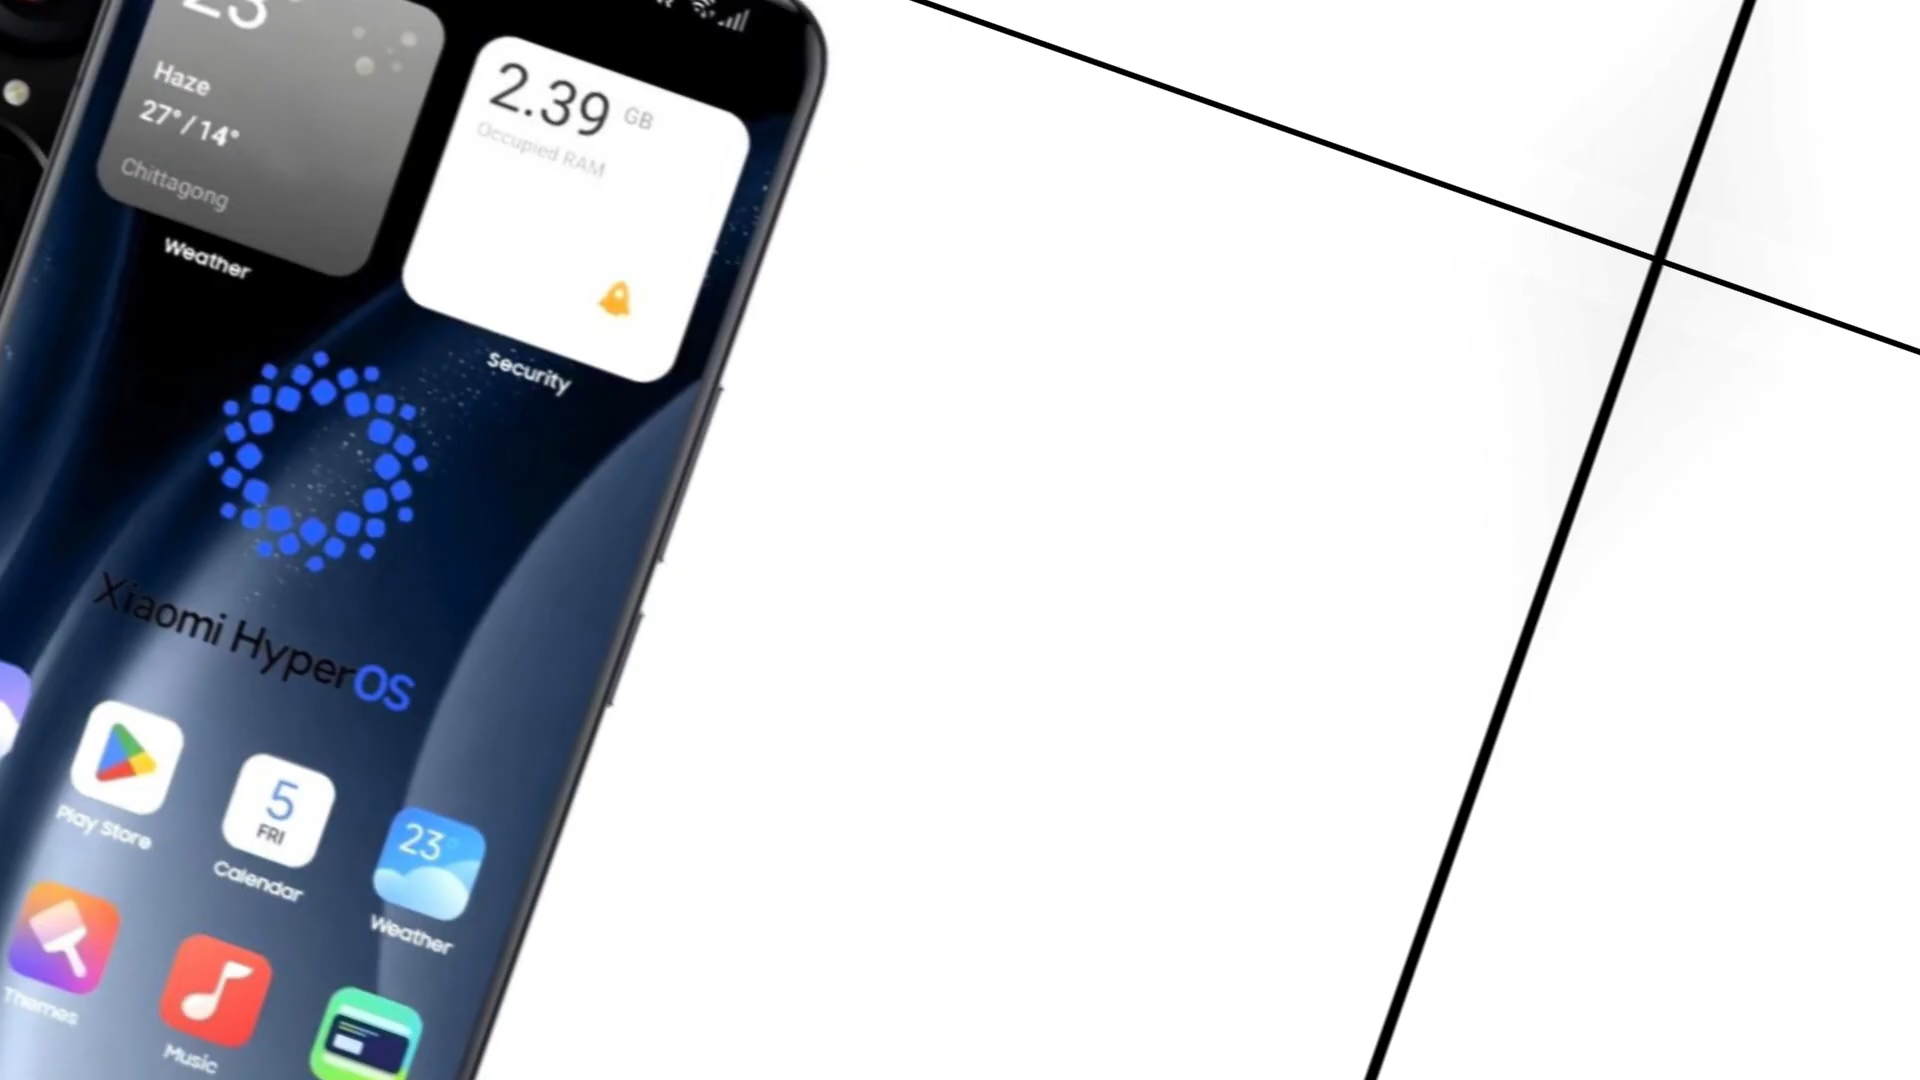 23°
Haze
27° / 14°
Chittagong
Weather
2.39 GB
Occupied RAM
Security
Xiaomi HyperOS
Play Store
5
FRI
Calendar
23°
Weather
Themes
Music